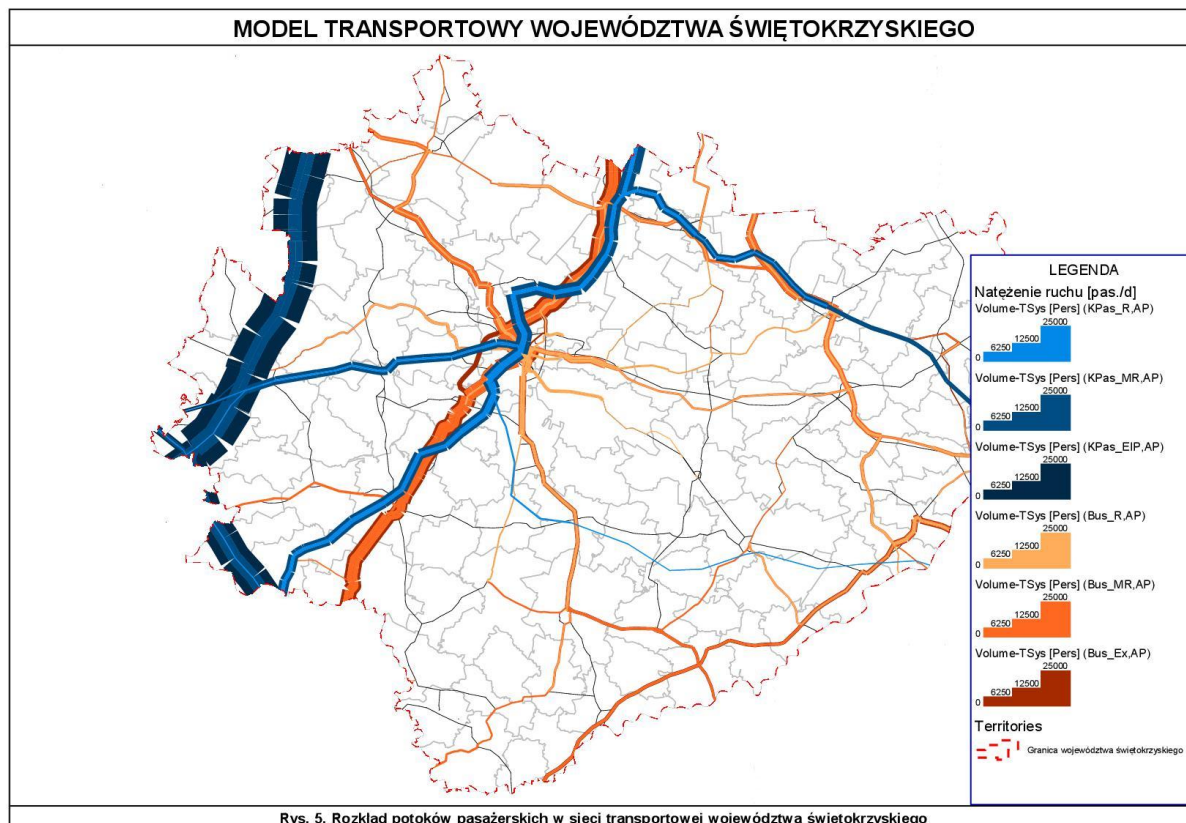 MODEL TRANSPORTOWY WOJEWÓDZTWA ŚWIĘTOKRZYSKIEGO
LEGENDA
Natężenie ruchu [pas./d]
Volume-TSys [Pers] (KPas_R,AP)
0 6250 12500 25000
Volume-TSys [Pers] (KPas_MR,AP)
0 6250 12500 25000
Volume-TSys [Pers] (KPas_EIP,AP)
0 6250 12500 25000
Volume-TSys [Pers] (Bus_R,AP)
0 6250 12500 25000
Volume-TSys [Pers] (Bus_MR,AP)
0 6250 12500 25000
Volume-TSys [Pers] (Bus_Ex,AP)
0 6250 12500 25000
Territories
Granica województwa świętokrzyskiego
Rys. 5. Rozkład potoków pasażerskich w sieci transportowej województwa świętokrzyskiego